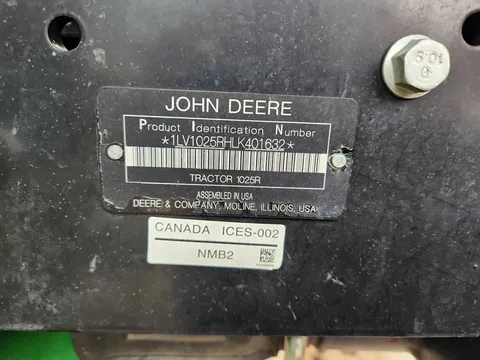 JOHN DEERE
Product Identification Number
*1LV1025RHLK401632*
TRACTOR 1025R
ASSEMBLED IN USA
DEERE & COMPANY, MOLINE, ILLINOIS, USA
CANADA ICES-002
NMB2